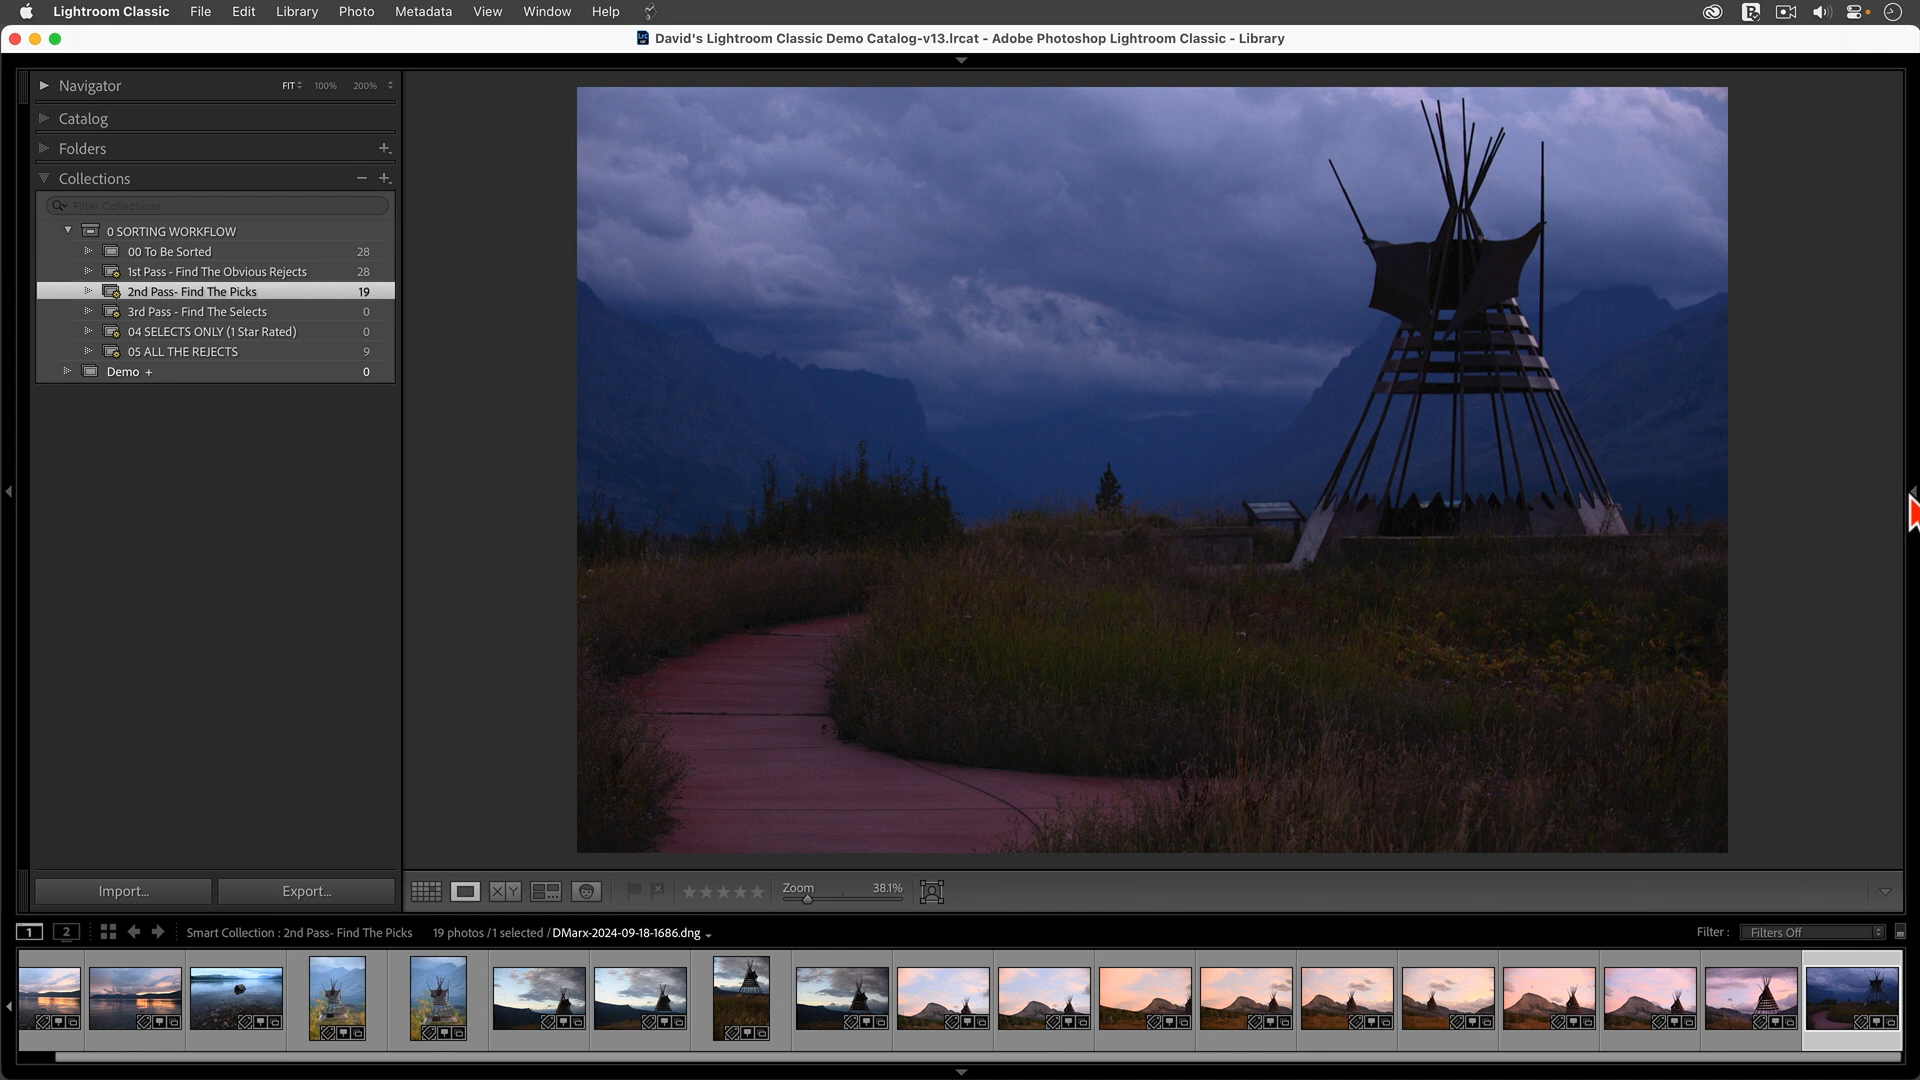 Lightroom Classic File Edit Library Photo Metadata View Window Help
David's Lightroom Classic Demo Catalog-v13.lrcat - Adobe Photoshop Lightroom Classic - Library
Navigator FIT 100% 200%
Catalog
Folders
Collections
Filter Collections
0 SORTING WORKFLOW
00 To Be Sorted 28
1st Pass - Find The Obvious Rejects 28
2nd Pass- Find The Picks 19
3rd Pass - Find The Selects 0
04 SELECTS ONLY (1 Star Rated) 0
05 ALL THE REJECTS 9
Demo + 0
Import... Export... X Y Zoom 38.1%
1 2 Smart Collection : 2nd Pass- Find The Picks 19 photos / 1 selected / DMarx-2024-09-18-1686.dng Filter : Filters Off